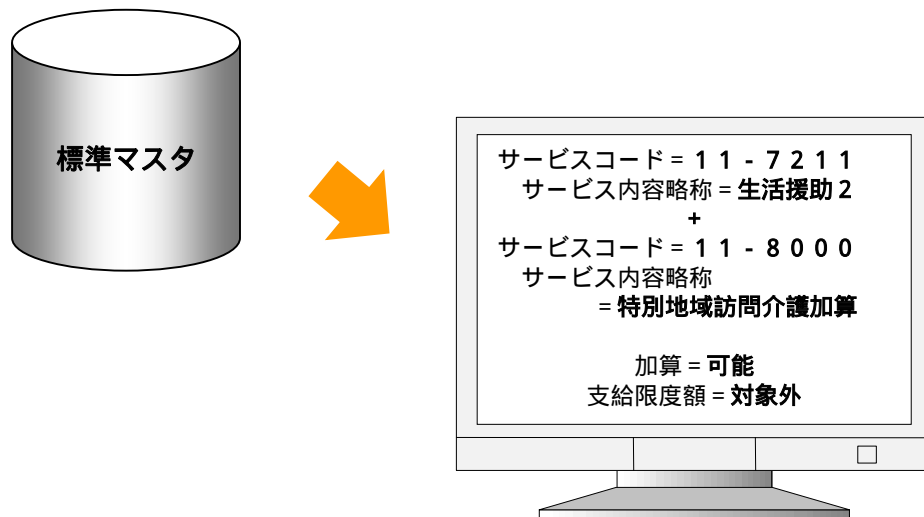 標準マスタ
サービスコード = １１-７２１１
サービス内容略称 = 生活援助２
+
サービスコード = １１-８０００
サービス内容略称
= 特別地域訪問介護加算
加算 = 可能
支給限度額 = 対象外